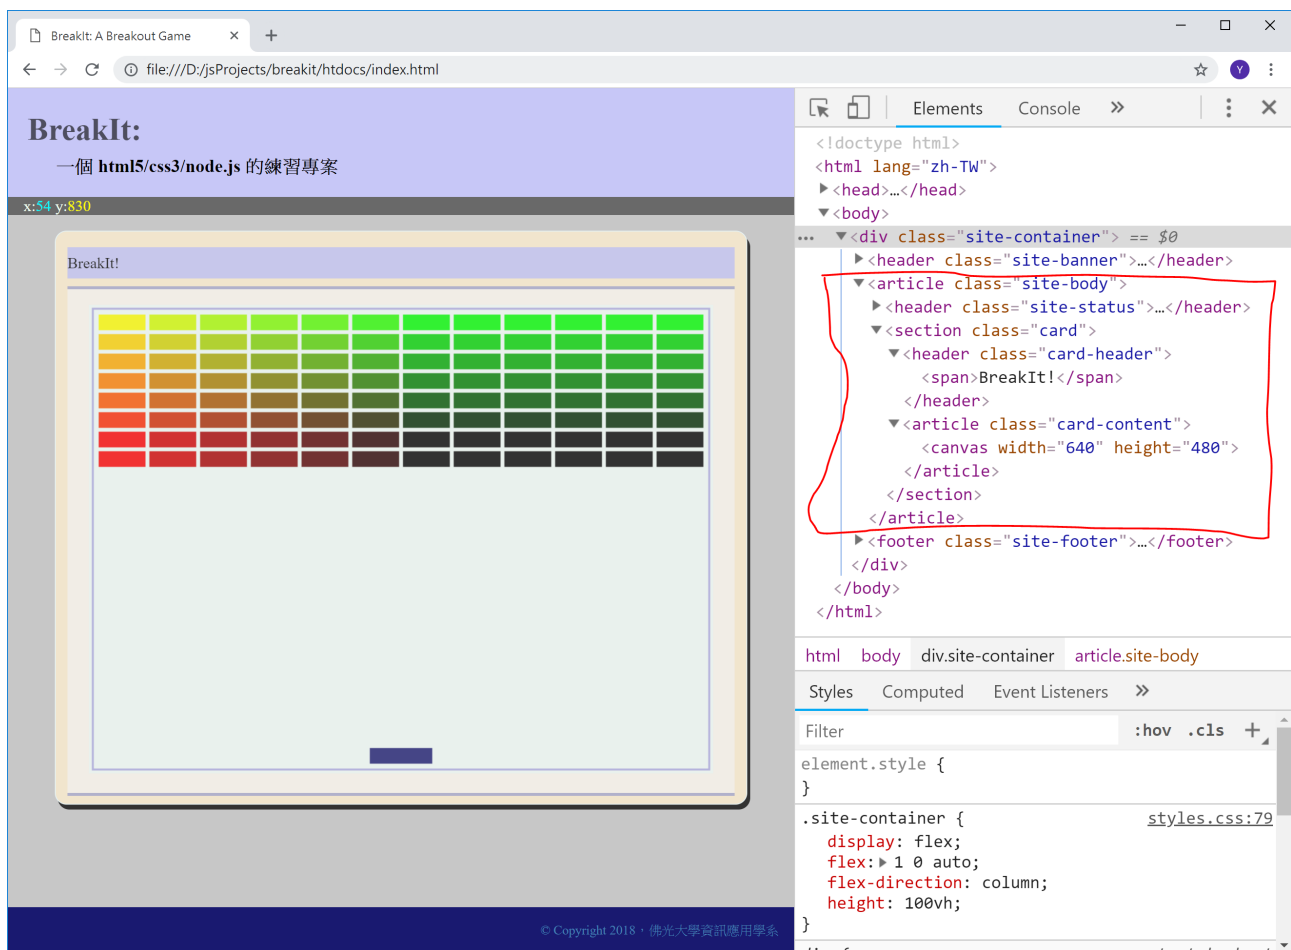 BreakIt: A Breakout Game
file:///D:/jsProjects/breakit/htdocs/index.html
Y
BreakIt:
一個 html5/css3/node.js 的練習專案
x:54 y:830
BreakIt!
© Copyright 2018，佛光大學資訊應用學系
Elements Console »
<!doctype html>
<html lang="zh-TW">
<head>…</head>
<body>
<div class="site-container"> == $0
<header class="site-banner">…</header>
<article class="site-body">
<header class="site-status">…</header>
<section class="card">
<header class="card-header">
<span>BreakIt!</span>
</header>
<article class="card-content">
<canvas width="640" height="480">
</article>
</section>
</article>
<footer class="site-footer">…</footer>
</div>
</body>
</html>
html body div.site-container article.site-body
Styles Computed Event Listeners »
Filter :hov .cls +
element.style {
}
.site-container { styles.css:79
display: flex;
flex: 1 0 auto;
flex-direction: column;
height: 100vh;
}